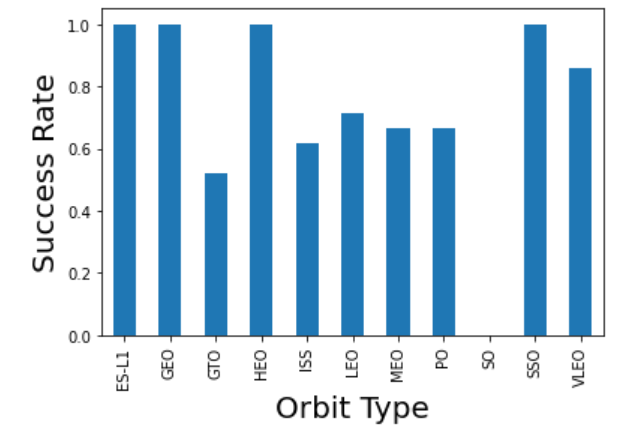 1.0
0.8
0.6
0.4
0.2
0.0
Success Rate
ES-L1
GEO
GTO
HEO
ISS
LEO
MEO
PO
SO
SSO
VLEO
Orbit Type